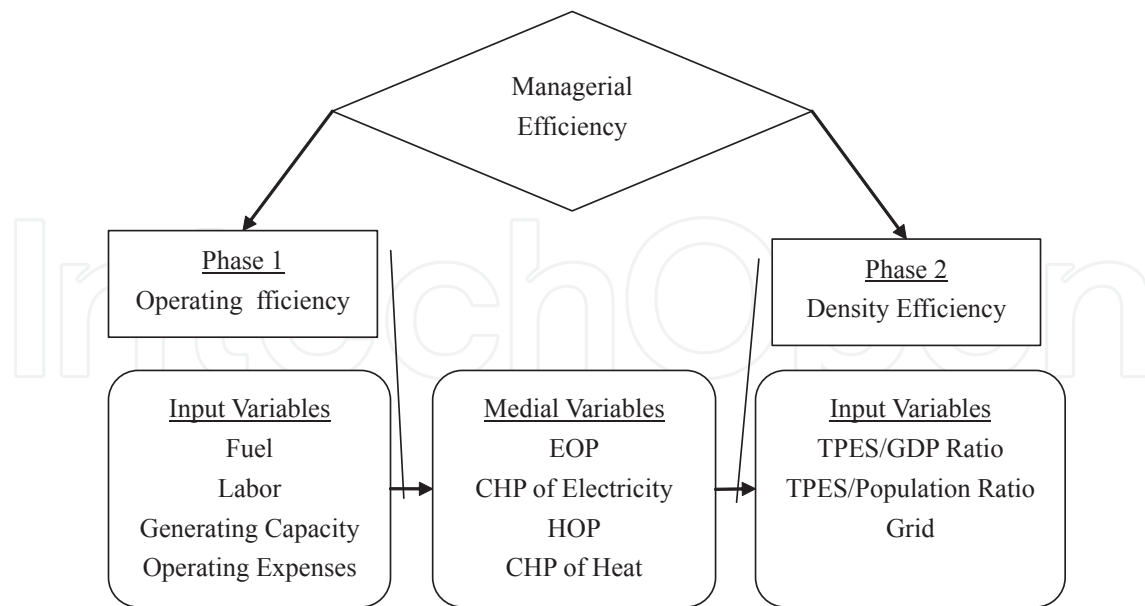 Managerial
Efficiency
Phase 1
Operating fficiency
Phase 2
Density Efficiency
Input Variables
Fuel
Labor
Generating Capacity
Operating Expenses
Medial Variables
EOP
CHP of Electricity
HOP
CHP of Heat
Input Variables
TPES/GDP Ratio
TPES/Population Ratio
Grid
IntechOpen